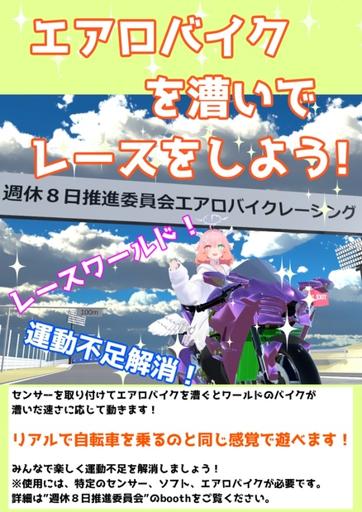 エアロバイク
を漕いで
レースをしよう!
週休８日推進委員会エアロバイクレーシング
レースワールド！
100m
EXIT
運動不足解消！
センサーを取り付けてエアロバイクを漕ぐとワールドのバイクが
漕いだ速さに応じて動きます！
リアルで自転車を乗るのと同じ感覚で遊べます！
みんなで楽しく運動不足を解消しましょう！
※使用には、特定のセンサー、ソフト、エアロバイクが必要です。
詳細は”週休８日推進委員会”のboothをご覧ください。